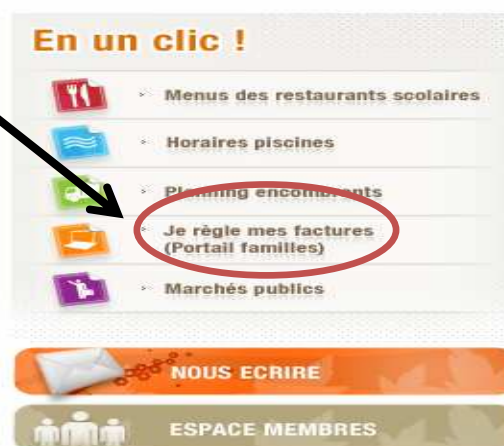 En un clic !
Menus des restaurants scolaires
Horaires piscines
Planning encombrants
Je règle mes factures
(Portail familles)
Marchés publics
NOUS ECRIRE
ESPACE MEMBRES